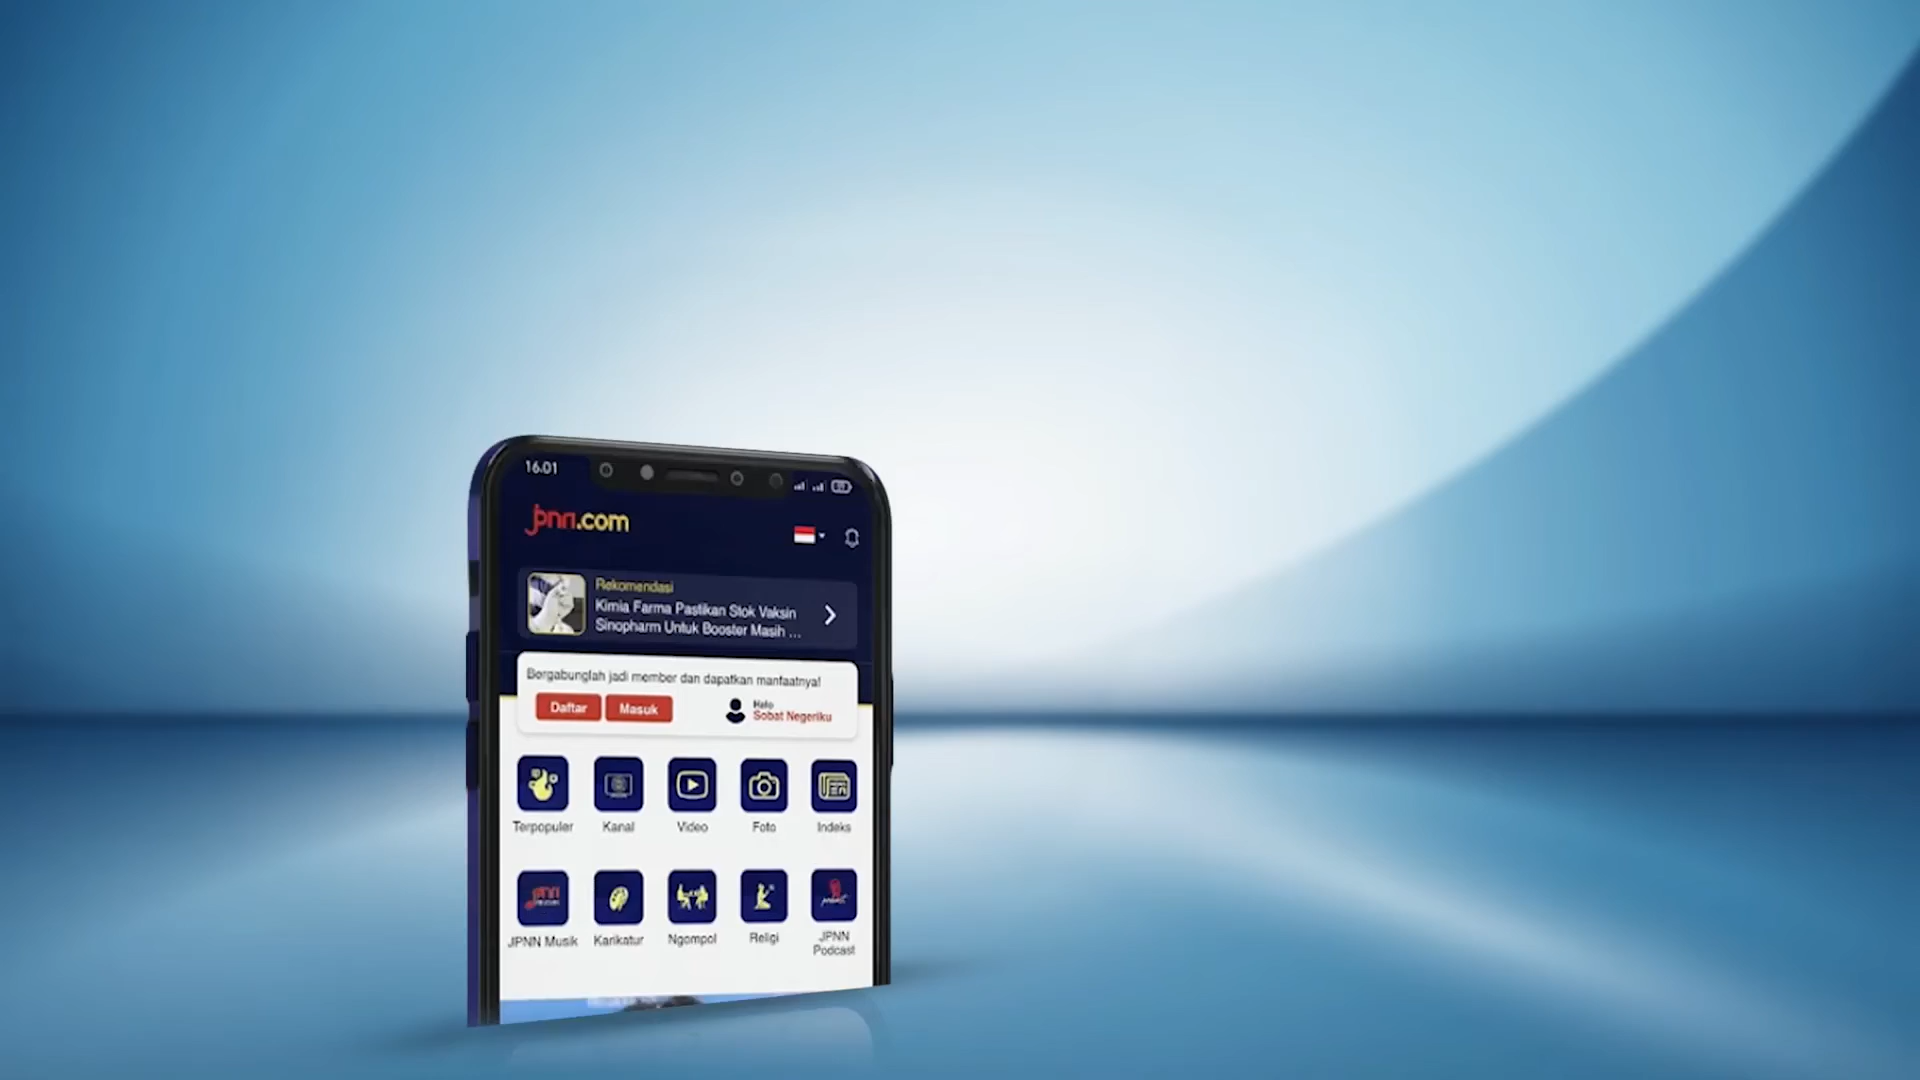 16.01
jpnn.com
Rekomendasi
Kimia Farma Pastikan Stok Vaksin
Sinopharm Untuk Booster Masih ...
Bergabunglah jadi member dan dapatkan manfaatnya!
Daftar Masuk
Halo
Sobat Negeriku
Terpopuler Kanal Video Foto Indeks
JPNN Musik Karikatur Ngompol Religi JPNN
Podcast